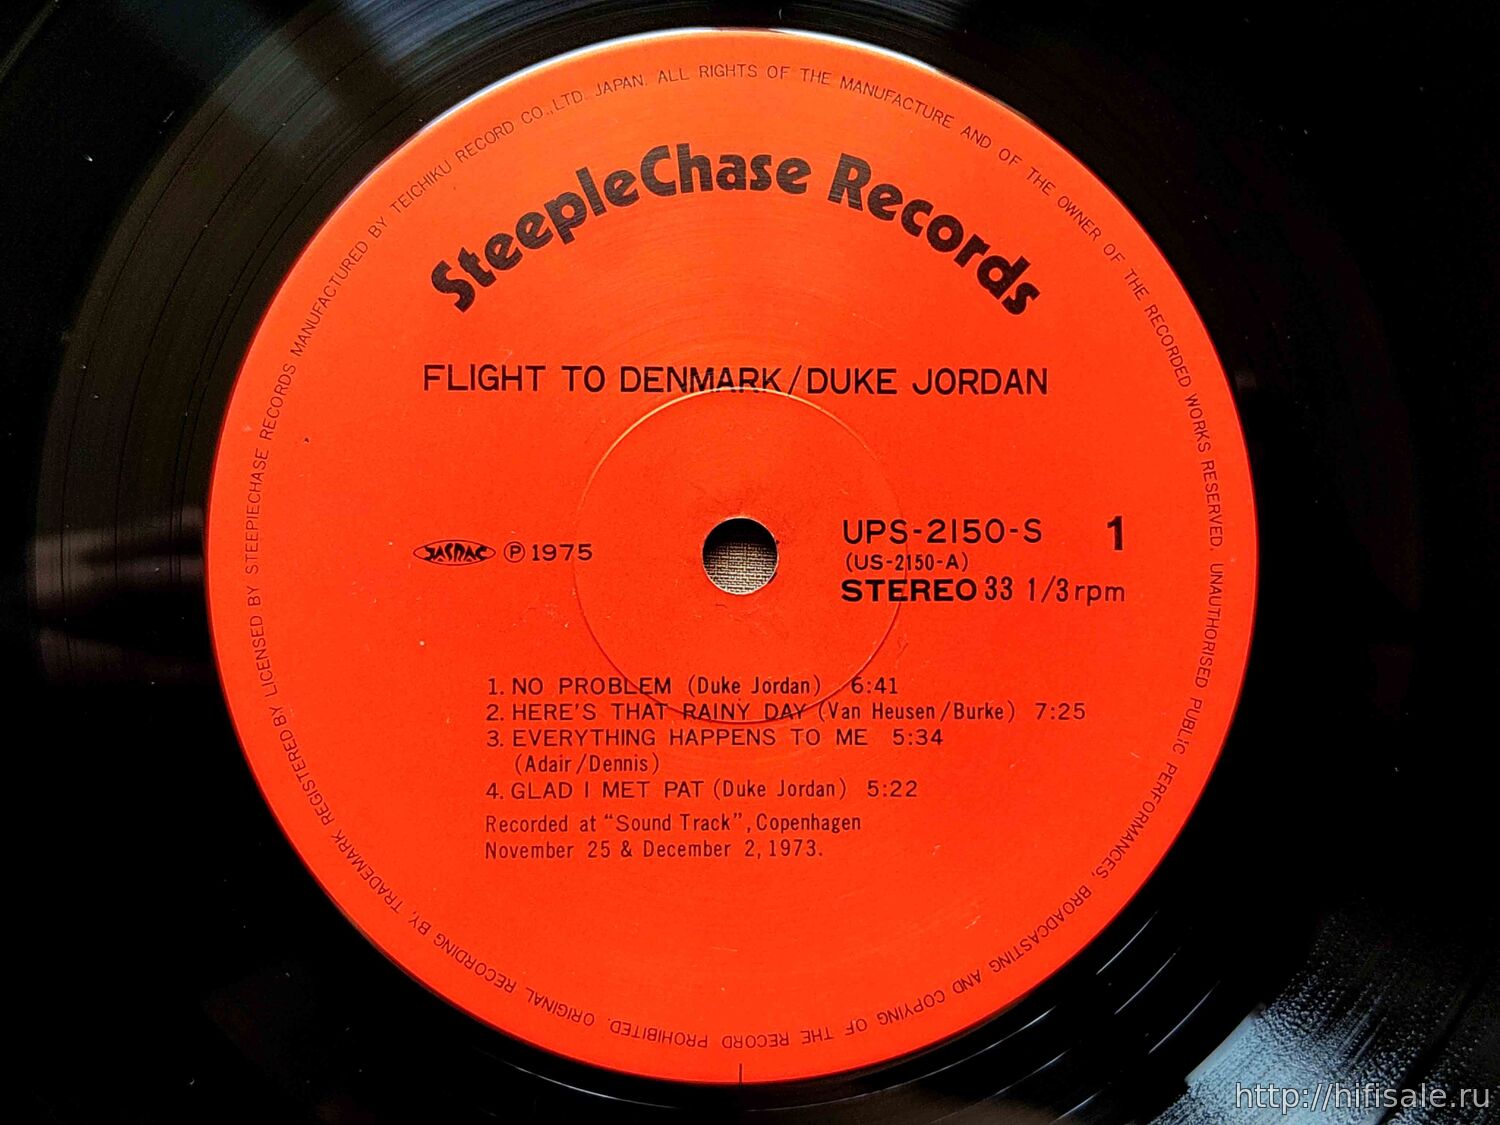 SteepleChase Records
FLIGHT TO DENMARK/DUKE JORDAN
JASRAC Ⓟ 1975
UPS-2150-S 1
(US-2150-A)
STEREO 33 1/3 rpm
1. NO PROBLEM (Duke Jordan) 6:41
2. HERE'S THAT RAINY DAY (Van Heusen/Burke) 7:25
3. EVERYTHING HAPPENS TO ME 5:34
(Adair/Dennis)
4. GLAD I MET PAT (Duke Jordan) 5:22
Recorded at "Sound Track", Copenhagen
November 25 & December 2, 1973.
ORIGINAL RECORDING BY, TRADEMARK REGISTERED BY LICENSED BY STEEPIECHASE RECORDS MANUFACTURED BY TEICHIKU RECORD CO.,LTD. JAPAN. ALL RIGHTS OF THE MANUFACTURE AND OF THE OWNER OF THE RECORDED WORKS RESERVED. UNAUTHORISED PUBLIC PERFORMANCES, BROADCASTING AND COPYING OF THE RECORD PROHIBITED.
http://hifisale.ru